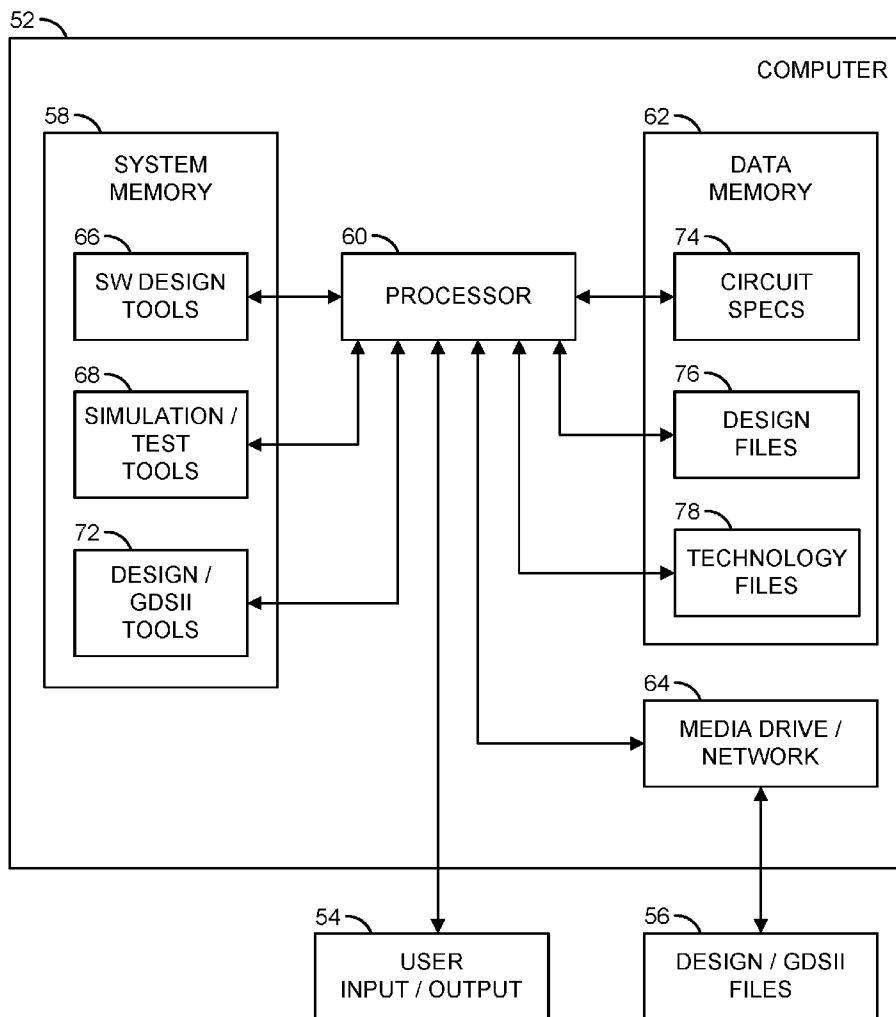 52
COMPUTER
58
SYSTEM
MEMORY
62
DATA
MEMORY
66
SW DESIGN
TOOLS
60
PROCESSOR
74
CIRCUIT
SPECS
68
SIMULATION /
TEST
TOOLS
76
DESIGN
FILES
72
DESIGN /
GDSII
TOOLS
78
TECHNOLOGY
FILES
64
MEDIA DRIVE /
NETWORK
54
USER
INPUT / OUTPUT
56
DESIGN / GDSII
FILES